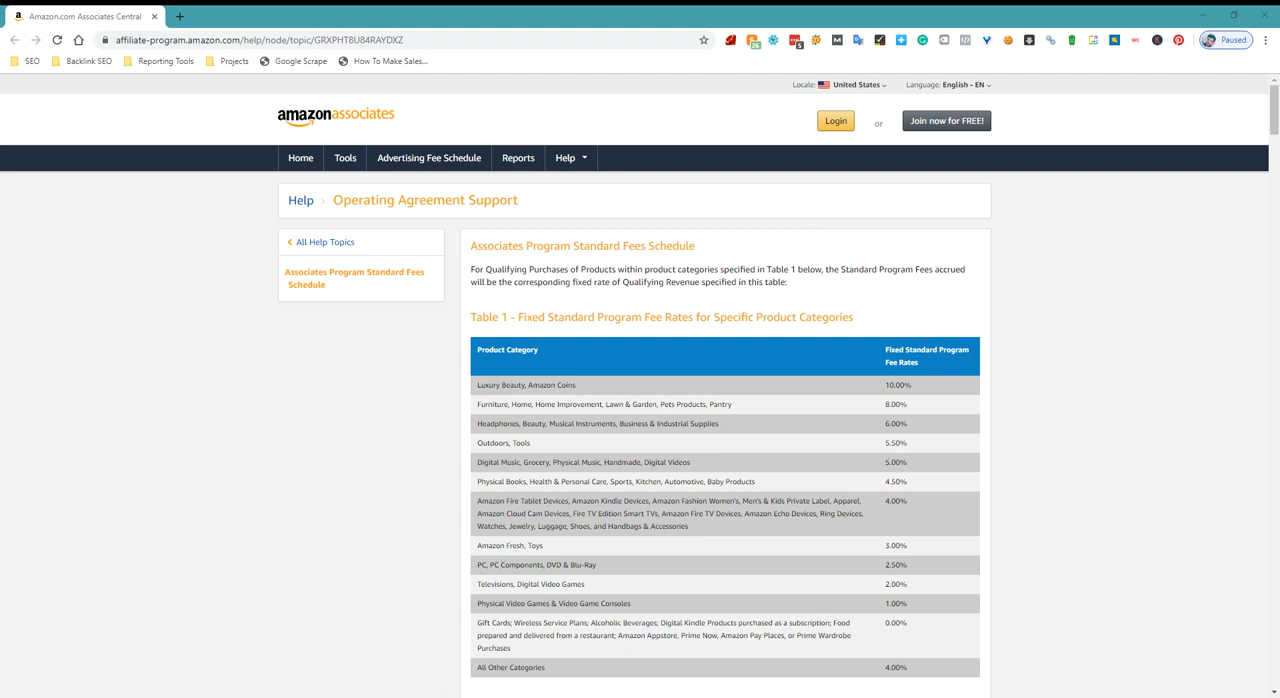 Amazon.com Associates Central
affiliate-program.amazon.com/help/node/topic/GRXPHT8U84RAYDXZ
Paused
SEO
Backlink SEO
Reporting Tools
Projects
Google Scrape
How To Make Sales...
Locale: United States
Language: English - EN
amazonassociates
Login
or
Join now for FREE!
Home
Tools
Advertising Fee Schedule
Reports
Help
Help › Operating Agreement Support
All Help Topics
Associates Program Standard Fees
Schedule
Associates Program Standard Fees Schedule
For Qualifying Purchases of Products within product categories specified in Table 1 below, the Standard Program Fees accrued
will be the corresponding fixed rate of Qualifying Revenue specified in this table:
Table 1 - Fixed Standard Program Fee Rates for Specific Product Categories
Product Category
Fixed Standard Program
Fee Rates
Luxury Beauty, Amazon Coins 10.00%
Furniture, Home, Home Improvement, Lawn & Garden, Pets Products, Pantry 8.00%
Headphones, Beauty, Musical Instruments, Business & Industrial Supplies 6.00%
Outdoors, Tools 5.50%
Digital Music, Grocery, Physical Music, Handmade, Digital Videos 5.00%
Physical Books, Health & Personal Care, Sports, Kitchen, Automotive, Baby Products 4.50%
Amazon Fire Tablet Devices, Amazon Kindle Devices, Amazon Fashion Women's, Men's & Kids Private Label, Apparel, 4.00%
Amazon Cloud Cam Devices, Fire TV Edition Smart TVs, Amazon Fire TV Devices, Amazon Echo Devices, Ring Devices,
Watches, Jewelry, Luggage, Shoes, and Handbags & Accessories
Amazon Fresh, Toys 3.00%
PC, PC Components, DVD & Blu-Ray 2.50%
Televisions, Digital Video Games 2.00%
Physical Video Games & Video Game Consoles 1.00%
Gift Cards; Wireless Service Plans; Alcoholic Beverages; Digital Kindle Products purchased as a subscription; Food 0.00%
prepared and delivered from a restaurant; Amazon Appstore, Prime Now, Amazon Pay Places, or Prime Wardrobe
Purchases
All Other Categories 4.00%